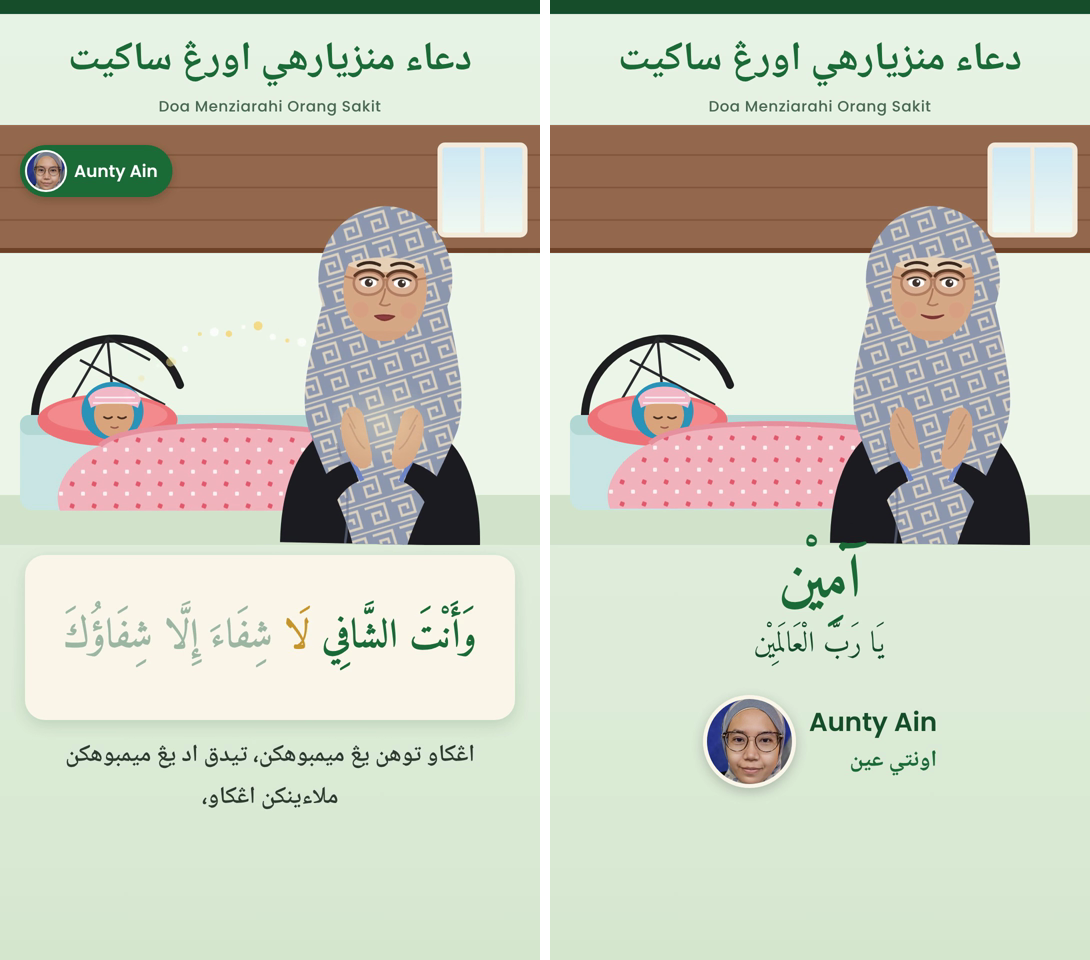 دعاء منزيارهي اورڠ ساكيت
Doa Menziarahi Orang Sakit
Aunty Ain
وَأَنْتَ الشَّافِي لَا شِفَاءَ إِلَّا شِفَاؤُكَ
اڠكاو توهن يڠ ميمبوهكن، تيدق اد يڠ ميمبوهكن
ملاءينكن اڠكاو،
دعاء منزيارهي اورڠ ساكيت
Doa Menziarahi Orang Sakit
آمِيْنْ
يَا رَبَّ الْعَالَمِيْن
Aunty Ain
اونتي عين